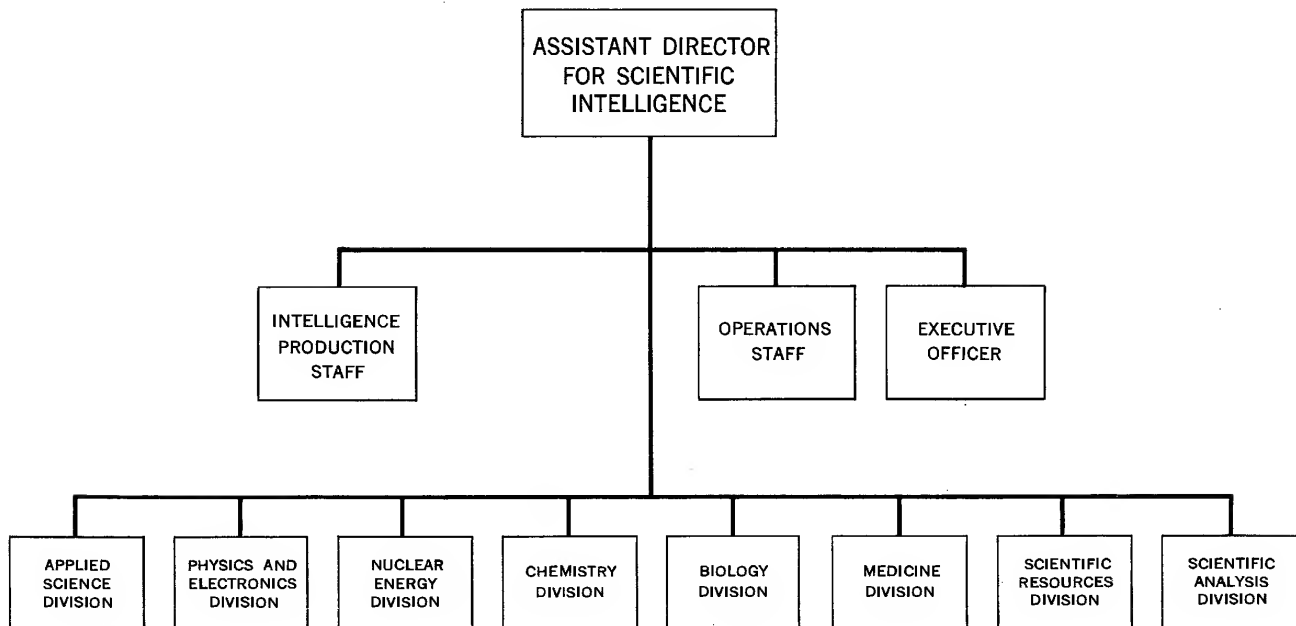 ASSISTANT DIRECTOR
FOR SCIENTIFIC
INTELLIGENCE
INTELLIGENCE
PRODUCTION
STAFF
OPERATIONS
STAFF
EXECUTIVE
OFFICER
APPLIED
SCIENCE
DIVISION
PHYSICS AND
ELECTRONICS
DIVISION
NUCLEAR
ENERGY
DIVISION
CHEMISTRY
DIVISION
BIOLOGY
DIVISION
MEDICINE
DIVISION
SCIENTIFIC
RESOURCES
DIVISION
SCIENTIFIC
ANALYSIS
DIVISION